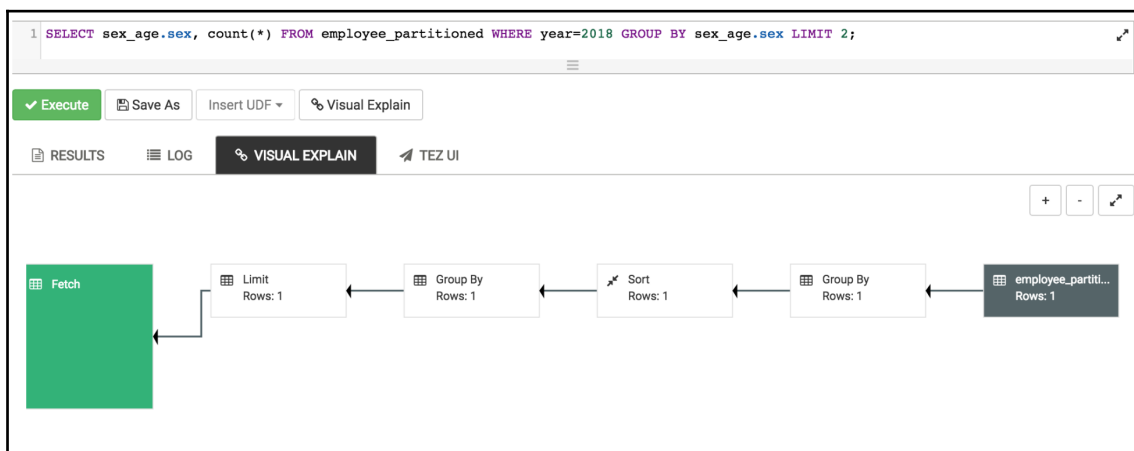 1 SELECT sex_age.sex, count(*) FROM employee_partitioned WHERE year=2018 GROUP BY sex_age.sex LIMIT 2;
Execute Save As Insert UDF Visual Explain
RESULTS LOG VISUAL EXPLAIN TEZ UI
+ -
Fetch
Limit
Rows: 1
Group By
Rows: 1
Sort
Rows: 1
Group By
Rows: 1
employee_partiti...
Rows: 1